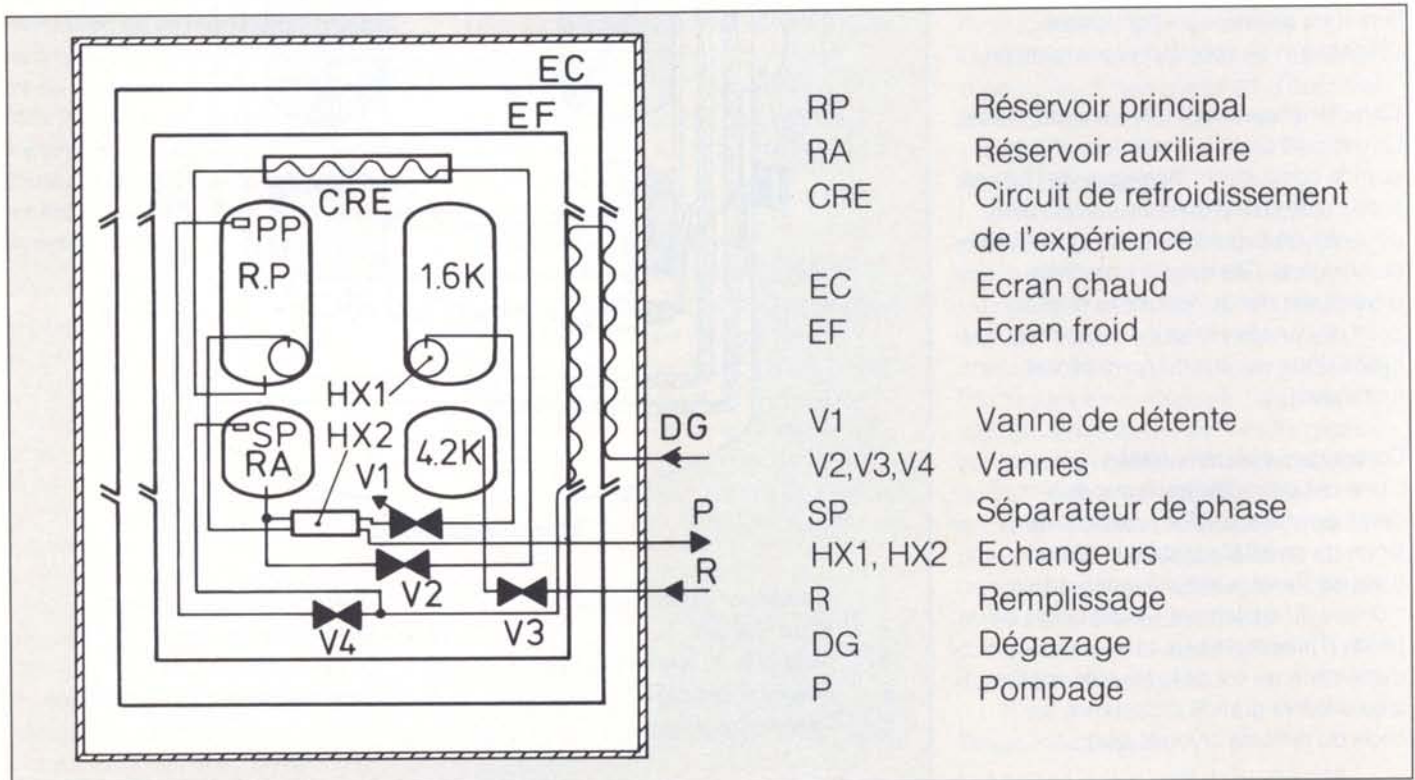 EC
EF
CRE
PP
R.P
1.6K
HX1
HX2
SP
RA
4.2K
V1
DG
P
R
V2
V3
V4
RP Réservoir principal
RA Réservoir auxiliaire
CRE Circuit de refroidissement
de l'expérience
EC Ecran chaud
EF Ecran froid
V1 Vanne de détente
V2,V3,V4 Vannes
SP Séparateur de phase
HX1, HX2 Echangeurs
R Remplissage
DG Dégazage
P Pompage